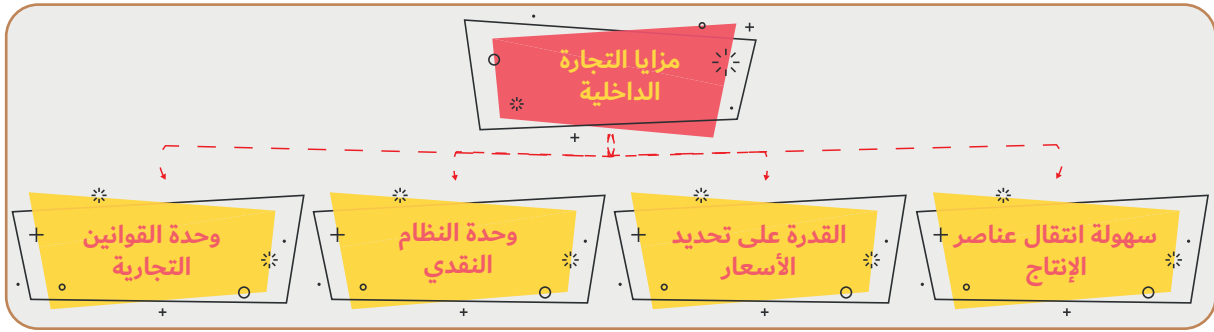 مزايا التجارة
الداخلية
سهولة انتقال عناصر
الإنتاج
القدرة على تحديد
الأسعار
وحدة النظام
النقدي
وحدة القوانين
التجارية